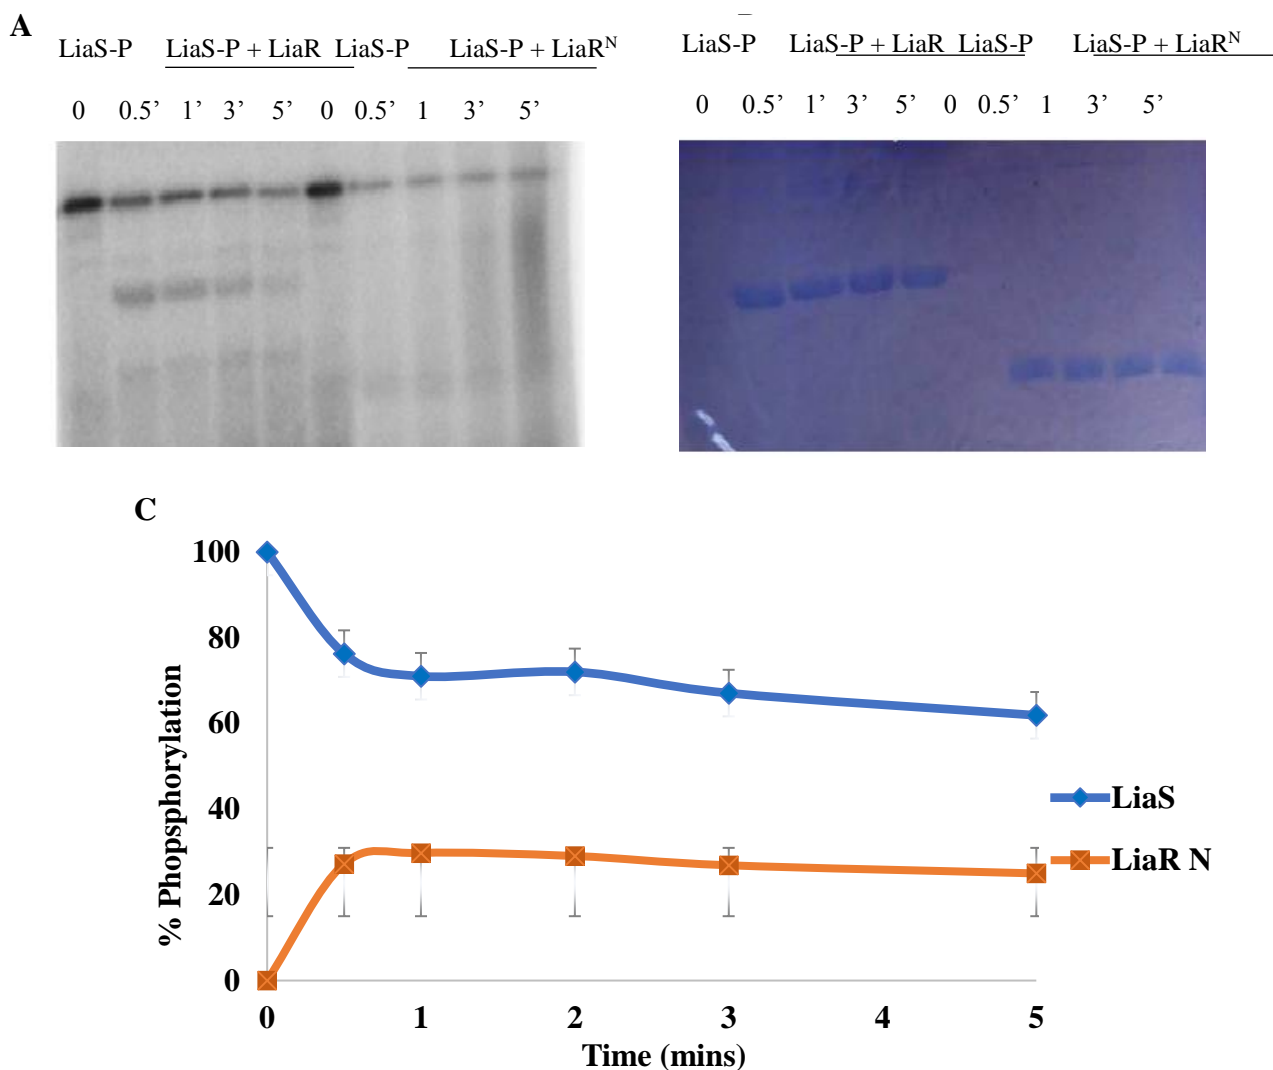 A
LiaS-P LiaS-P + LiaR LiaS-P LiaS-P + LiaRᴺ
0 0.5’ 1’ 3’ 5’ 0 0.5’ 1 3’ 5’
LiaS-P LiaS-P + LiaR LiaS-P LiaS-P + LiaRᴺ
0 0.5’ 1’ 3’ 5’ 0 0.5’ 1 3’ 5’
C
% Phopsphorylation
100
80
60
40
20
0
0 1 2 3 4 5
Time (mins)
LiaS
LiaR N